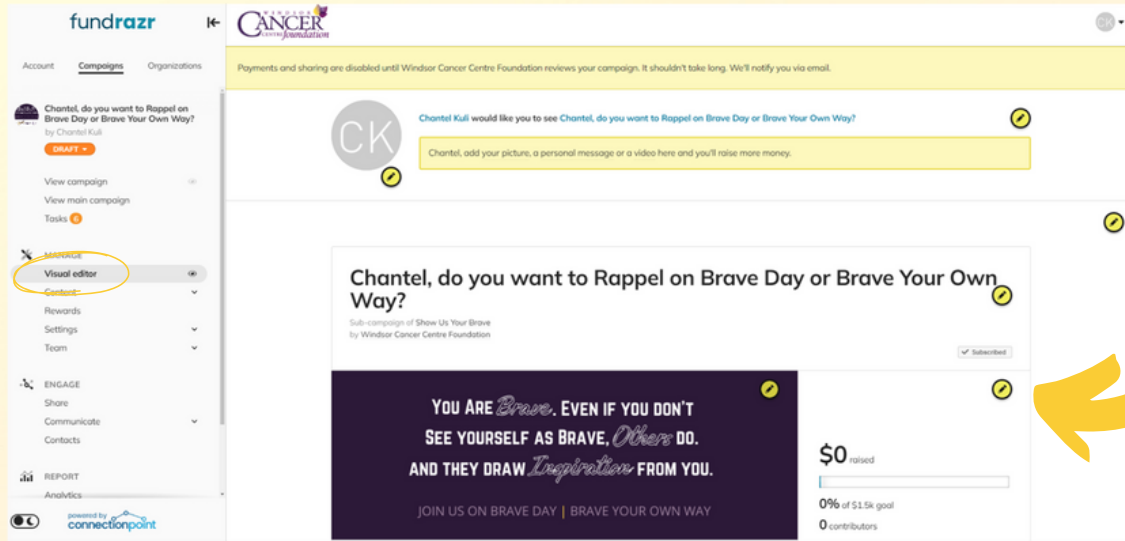 fundrazr
Account Campaigns Organizations
Chantel, do you want to Rappel on
Brave Day or Brave Your Own Way?
by Chantel Kuli
DRAFT
View campaign
View main campaign
Tasks 6
MANAGE
Visual editor
Content
Rewards
Settings
Team
ENGAGE
Share
Communicate
Contacts
REPORT
Analytics
powered by
connectionpoint
WINDSOR
CANCER
CENTRE foundation
CK
Payments and sharing are disabled until Windsor Cancer Centre Foundation reviews your campaign. It shouldn't take long. We'll notify you via email.
CK
Chantel Kuli would like you to see Chantel, do you want to Rappel on Brave Day or Brave Your Own Way?
Chantel, add your picture, a personal message or a video here and you'll raise more money.
Chantel, do you want to Rappel on Brave Day or Brave Your Own
Way?
Sub-campaign of Show Us Your Brave
by Windsor Cancer Centre Foundation
Subscribed
YOU ARE Brave. EVEN IF YOU DON'T
SEE YOURSELF AS BRAVE, Others DO.
AND THEY DRAW Inspiration FROM YOU.
JOIN US ON BRAVE DAY | BRAVE YOUR OWN WAY
$0 raised
0% of $1.5k goal
0 contributors